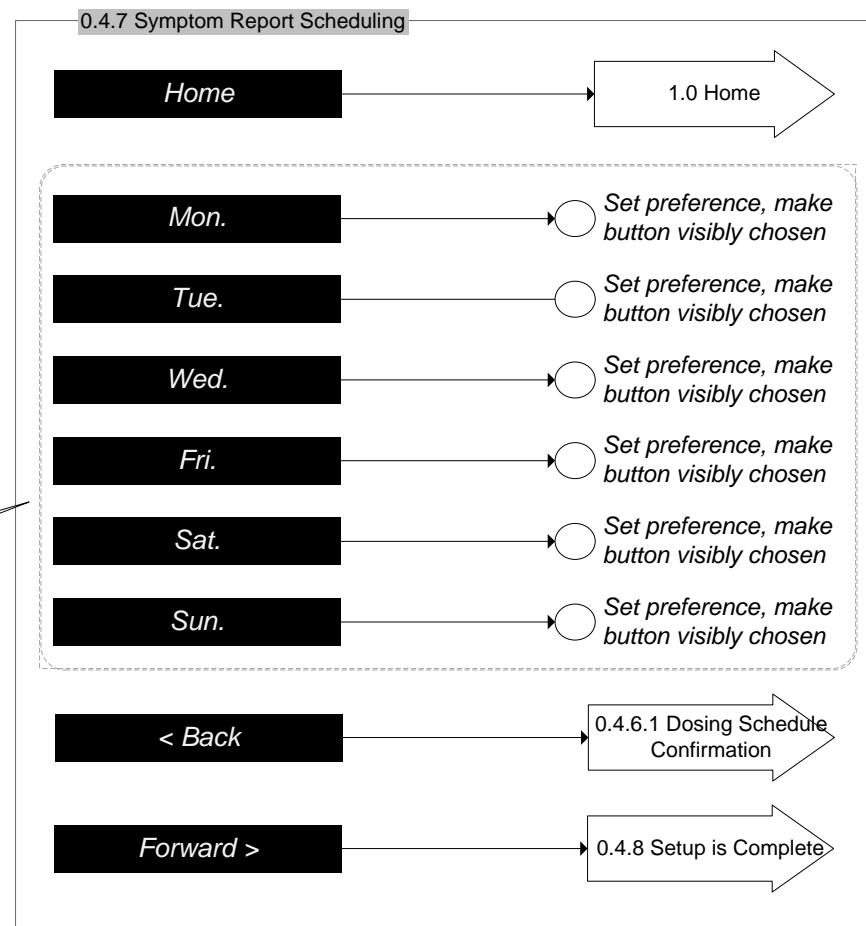 0.4.7 Symptom Report Scheduling
Home
1.0 Home
Mon.
Set preference, make
button visibly chosen
Tue.
Set preference, make
button visibly chosen
Wed.
Set preference, make
button visibly chosen
Fri.
Set preference, make
button visibly chosen
Sat.
Set preference, make
button visibly chosen
Sun.
Set preference, make
button visibly chosen
< Back
0.4.6.1 Dosing Schedule
Confirmation
Forward >
0.4.8 Setup is Complete